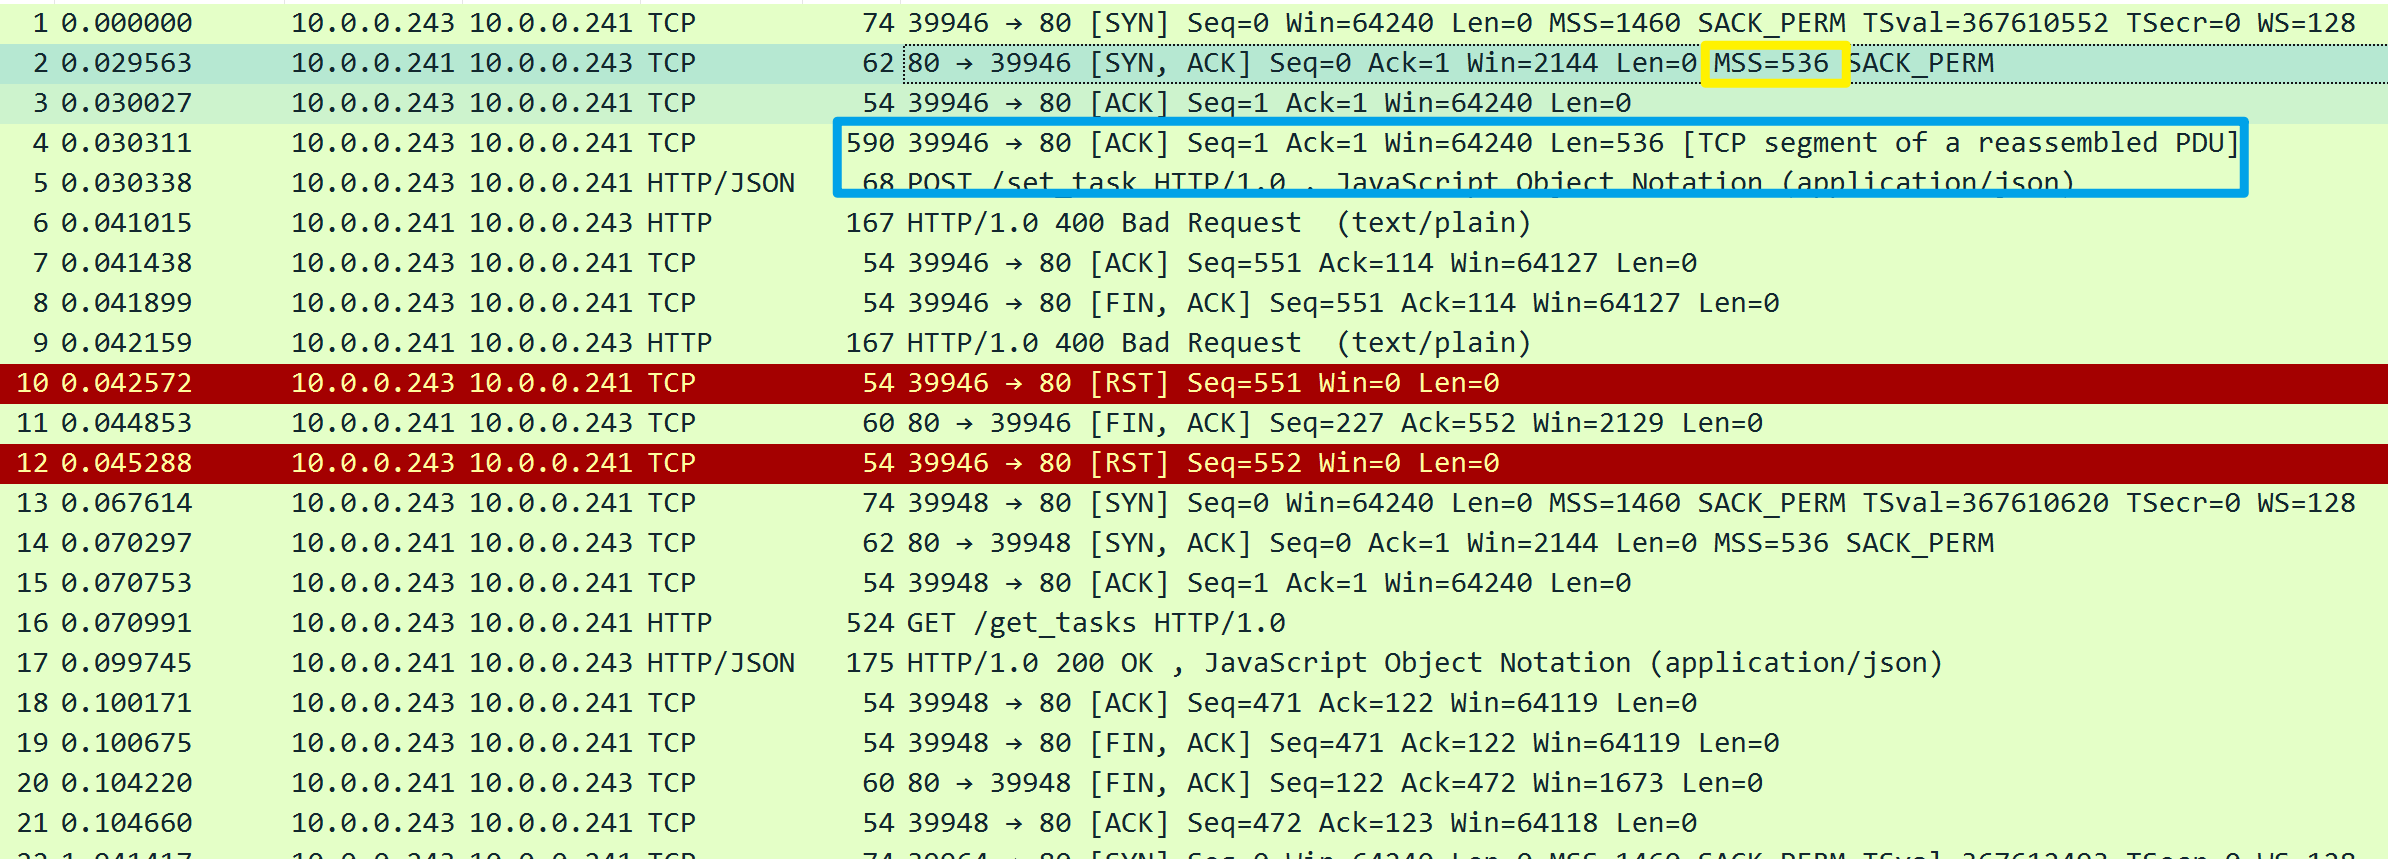 1 0.000000 10.0.0.243 10.0.0.241 TCP 74 39946 → 80 [SYN] Seq=0 Win=64240 Len=0 MSS=1460 SACK_PERM TSval=367610552 TSecr=0 WS=128
2 0.029563 10.0.0.241 10.0.0.243 TCP 62 80 → 39946 [SYN, ACK] Seq=0 Ack=1 Win=2144 Len=0 MSS=536 SACK_PERM
3 0.030027 10.0.0.243 10.0.0.241 TCP 54 39946 → 80 [ACK] Seq=1 Ack=1 Win=64240 Len=0
4 0.030311 10.0.0.243 10.0.0.241 TCP 590 39946 → 80 [ACK] Seq=1 Ack=1 Win=64240 Len=536 [TCP segment of a reassembled PDU]
5 0.030338 10.0.0.243 10.0.0.241 HTTP/JSON 68 POST /set_task HTTP/1.0 , JavaScript Object Notation (application/json)
6 0.041015 10.0.0.241 10.0.0.243 HTTP 167 HTTP/1.0 400 Bad Request (text/plain)
7 0.041438 10.0.0.243 10.0.0.241 TCP 54 39946 → 80 [ACK] Seq=551 Ack=114 Win=64127 Len=0
8 0.041899 10.0.0.243 10.0.0.241 TCP 54 39946 → 80 [FIN, ACK] Seq=551 Ack=114 Win=64127 Len=0
9 0.042159 10.0.0.241 10.0.0.243 HTTP 167 HTTP/1.0 400 Bad Request (text/plain)
10 0.042572 10.0.0.243 10.0.0.241 TCP 54 39946 → 80 [RST] Seq=551 Win=0 Len=0
11 0.044853 10.0.0.241 10.0.0.243 TCP 60 80 → 39946 [FIN, ACK] Seq=227 Ack=552 Win=2129 Len=0
12 0.045288 10.0.0.243 10.0.0.241 TCP 54 39946 → 80 [RST] Seq=552 Win=0 Len=0
13 0.067614 10.0.0.243 10.0.0.241 TCP 74 39948 → 80 [SYN] Seq=0 Win=64240 Len=0 MSS=1460 SACK_PERM TSval=367610620 TSecr=0 WS=128
14 0.070297 10.0.0.241 10.0.0.243 TCP 62 80 → 39948 [SYN, ACK] Seq=0 Ack=1 Win=2144 Len=0 MSS=536 SACK_PERM
15 0.070753 10.0.0.243 10.0.0.241 TCP 54 39948 → 80 [ACK] Seq=1 Ack=1 Win=64240 Len=0
16 0.070991 10.0.0.243 10.0.0.241 HTTP 524 GET /get_tasks HTTP/1.0
17 0.099745 10.0.0.241 10.0.0.243 HTTP/JSON 175 HTTP/1.0 200 OK , JavaScript Object Notation (application/json)
18 0.100171 10.0.0.243 10.0.0.241 TCP 54 39948 → 80 [ACK] Seq=471 Ack=122 Win=64119 Len=0
19 0.100675 10.0.0.243 10.0.0.241 TCP 54 39948 → 80 [FIN, ACK] Seq=471 Ack=122 Win=64119 Len=0
20 0.104220 10.0.0.241 10.0.0.243 TCP 60 80 → 39948 [FIN, ACK] Seq=122 Ack=472 Win=1673 Len=0
21 0.104660 10.0.0.243 10.0.0.241 TCP 54 39948 → 80 [ACK] Seq=472 Ack=123 Win=64118 Len=0